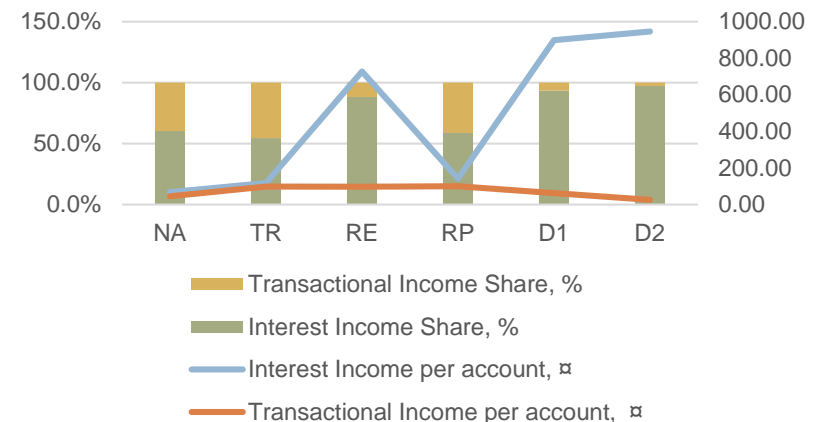 150.0%
100.0%
50.0%
0.0%
1000.00
800.00
600.00
400.00
200.00
0.00
NA TR RE RP D1 D2
Transactional Income Share, %
Interest Income Share, %
Interest Income per account, ¤
Transactional Income per account, ¤